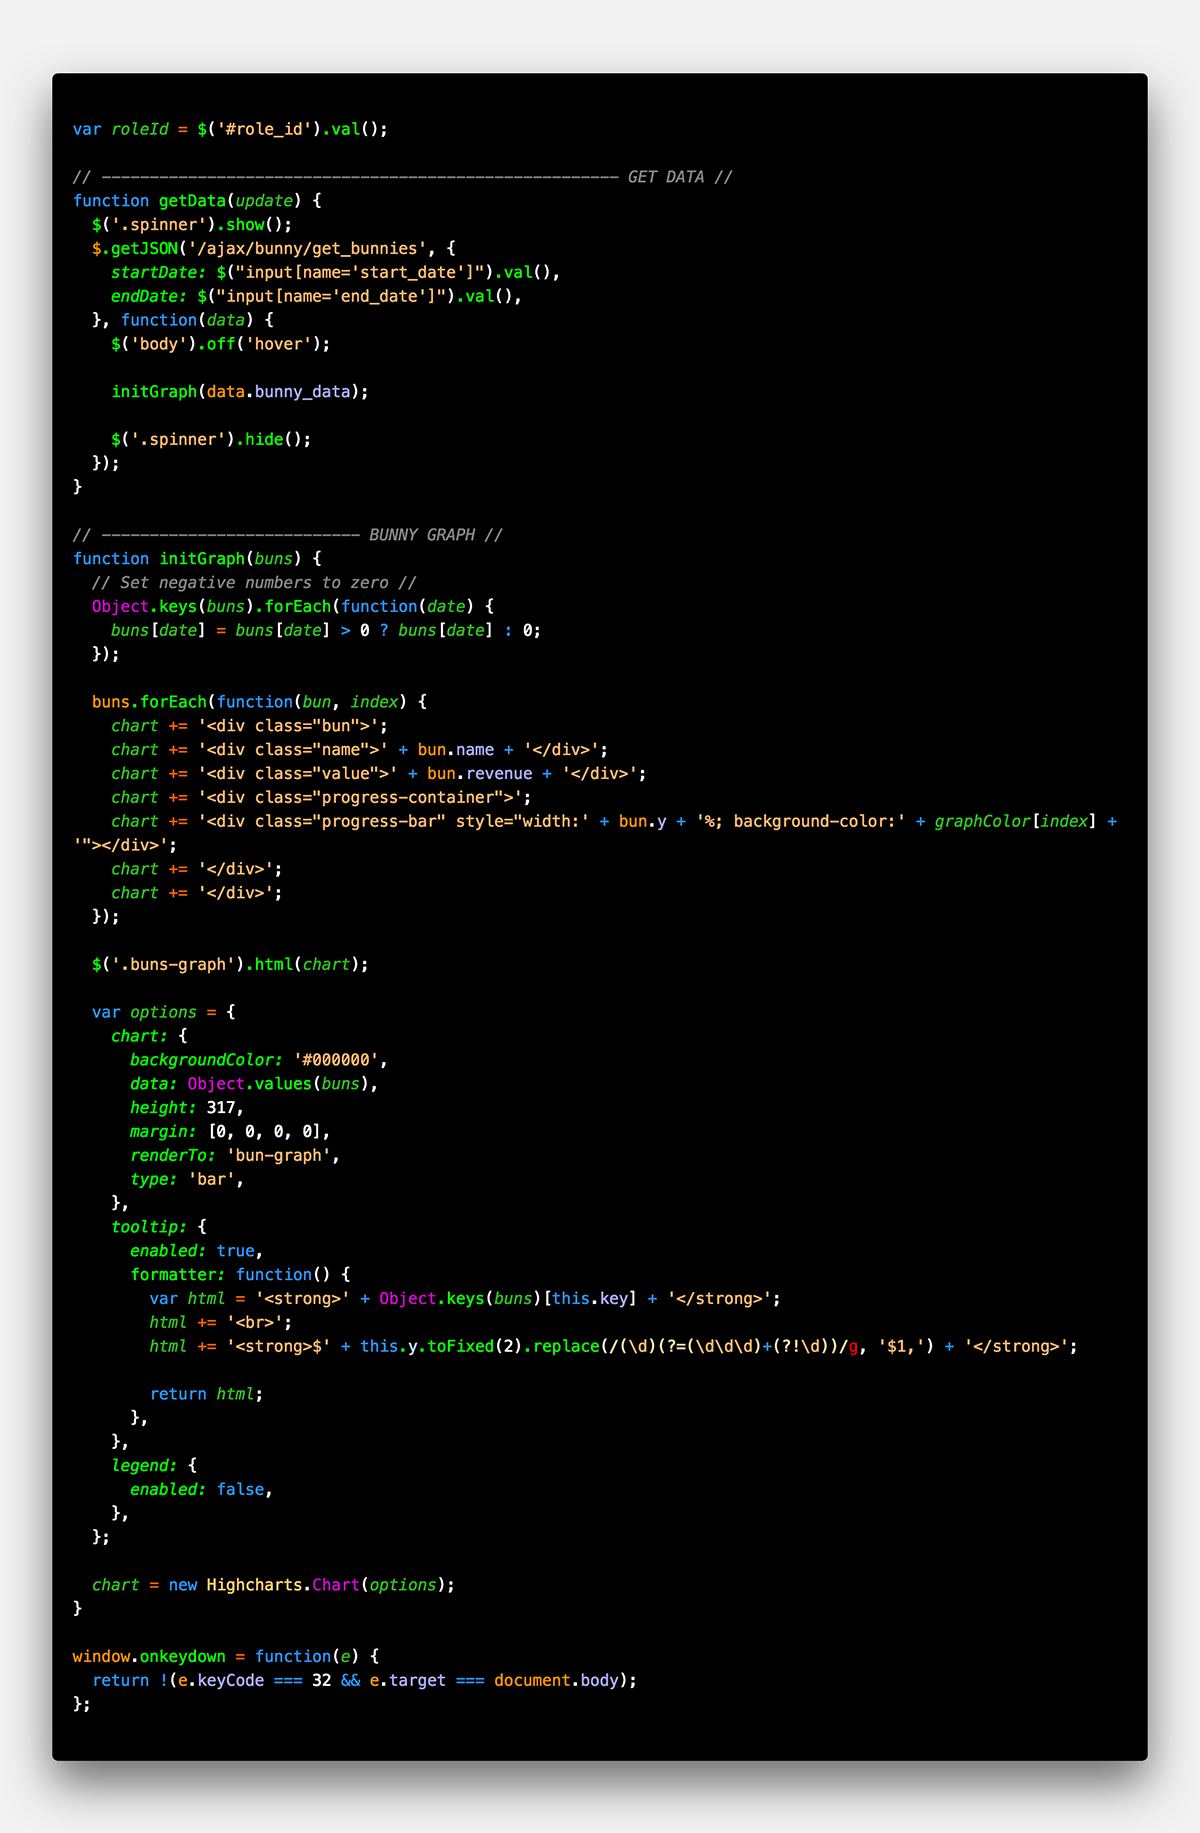 var roleId = $('#role_id').val();
// ------------------------------------------------------ GET DATA //
function getData(update) {
$('.spinner').show();
$.getJSON('/ajax/bunny/get_bunnies', {
startDate: $("input[name='start_date']").val(),
endDate: $("input[name='end_date']").val(),
}, function(data) {
$('body').off('hover');
initGraph(data.bunny_data);
$('.spinner').hide();
});
}
// --------------------------- BUNNY GRAPH //
function initGraph(buns) {
// Set negative numbers to zero //
Object.keys(buns).forEach(function(date) {
buns[date] = buns[date] > 0 ? buns[date] : 0;
});
buns.forEach(function(bun, index) {
chart += '<div class="bun">';
chart += '<div class="name">' + bun.name + '</div>';
chart += '<div class="value">' + bun.revenue + '</div>';
chart += '<div class="progress-container">';
chart += '<div class="progress-bar" style="width:' + bun.y + '%; background-color:' + graphColor[index] +
'"></div>';
chart += '</div>';
chart += '</div>';
});
$('.buns-graph').html(chart);
var options = {
chart: {
backgroundColor: '#000000',
data: Object.values(buns),
height: 317,
margin: [0, 0, 0, 0],
renderTo: 'bun-graph',
type: 'bar',
},
tooltip: {
enabled: true,
formatter: function() {
var html = '<strong>' + Object.keys(buns)[this.key] + '</strong>';
html += '<br>';
html += '<strong>$' + this.y.toFixed(2).replace(/(\d)(?=(\d\d\d)+(?!\d))/g, '$1,') + '</strong>';
return html;
},
},
legend: {
enabled: false,
},
};
chart = new Highcharts.Chart(options);
}
window.onkeydown = function(e) {
return !(e.keyCode === 32 && e.target === document.body);
};